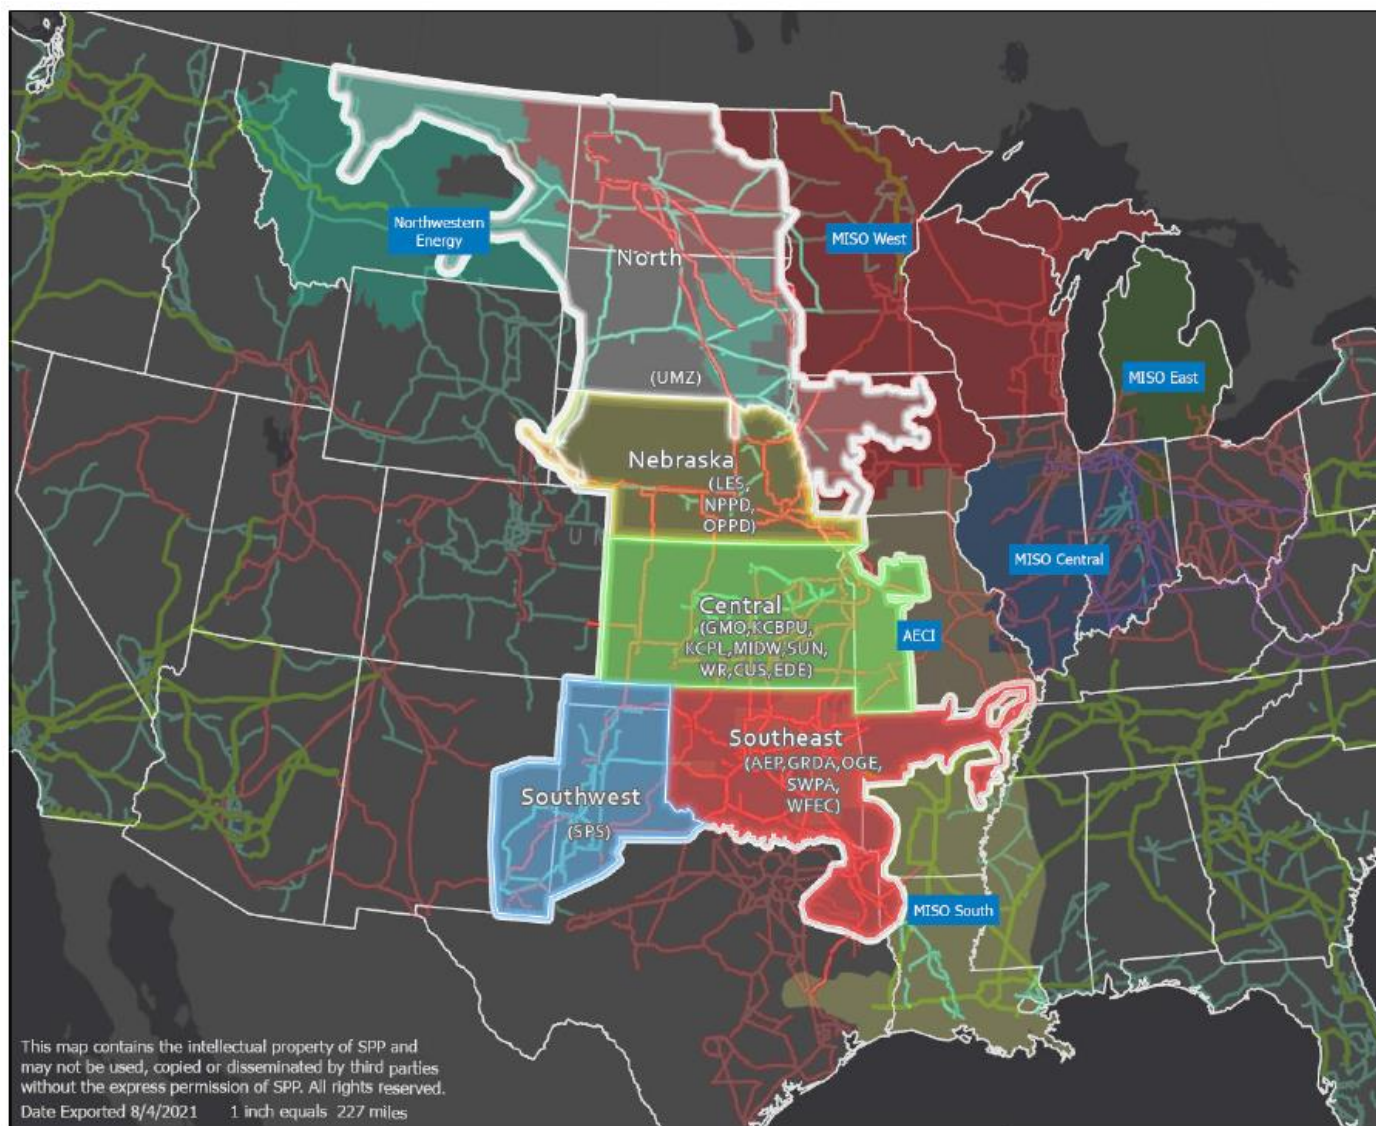 Northwestern
Energy
MISO West
North
MISO East
(UMZ)
Nebraska
(LES,
NPPD,
OPPD)
MISO Central
Central
(GMO,KCBPU,
KCPL,MIDW,SUN,
WR,CUS,EDE)
AECI
Southeast
(AEP,GRDA,OGE,
SWPA,
WFEC)
Southwest
(SPS)
MISO South
This map contains the intellectual property of SPP and
may not be used, copied or disseminated by third parties
without the express permission of SPP. All rights reserved.
Date Exported 8/4/2021 1 inch equals 227 miles